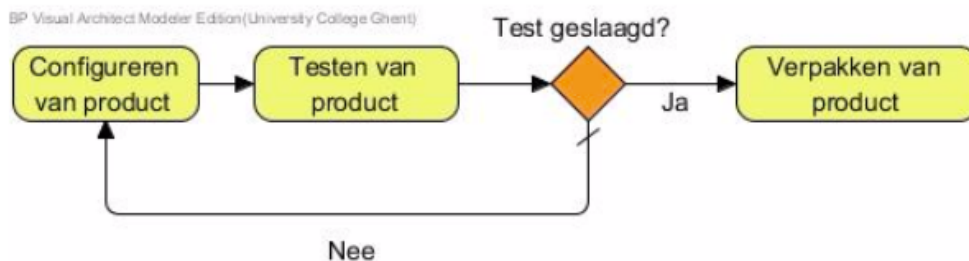 BP Visual Architect Modeler Edition(University College Ghent)
Test geslaagd?
Configureren
van product
Testen van
product
Ja
Verpakken van
product
Nee